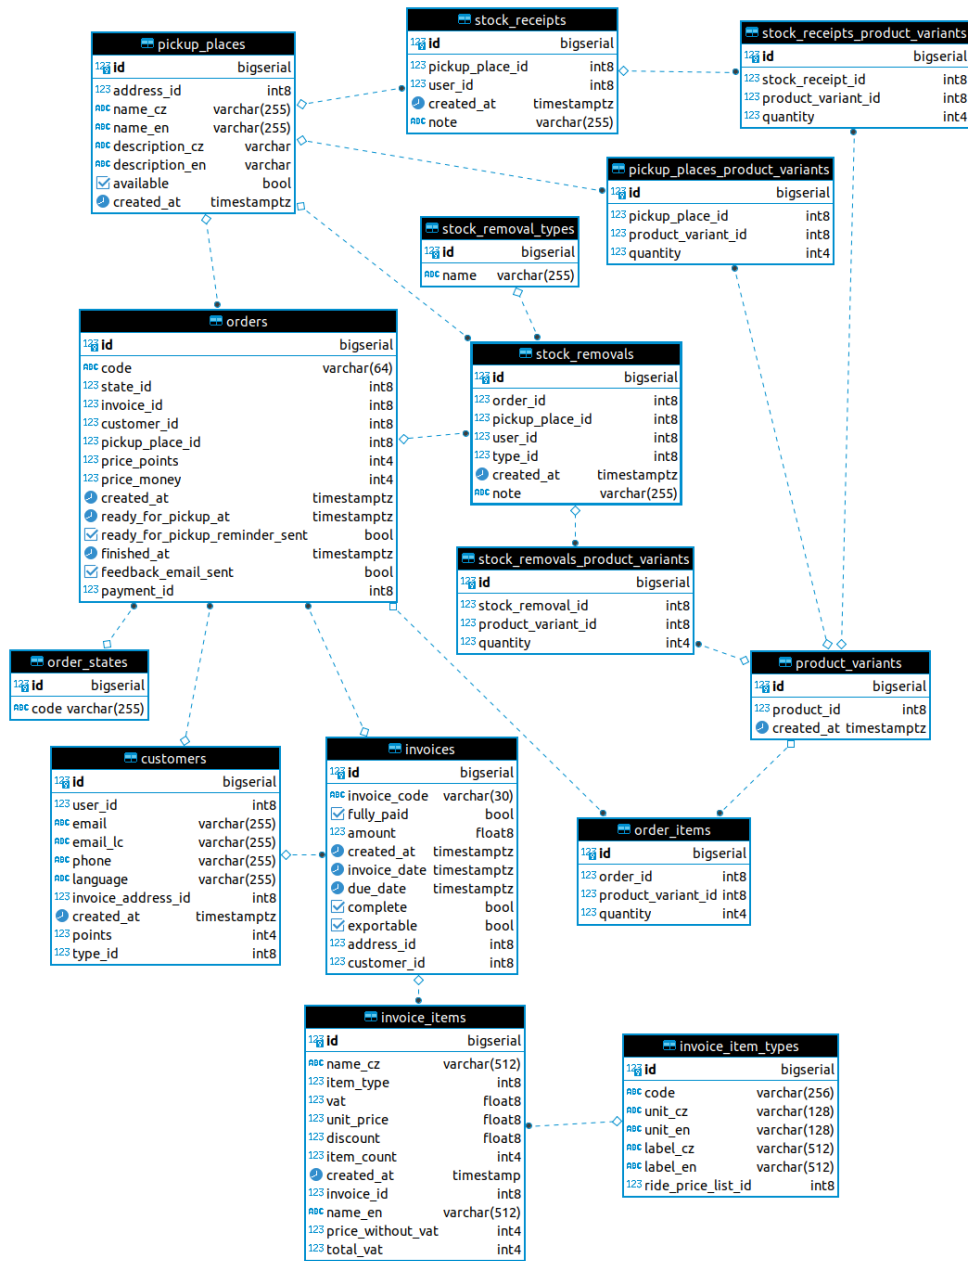 pickup_places
id bigserial
address_id int8
name_cz varchar(255)
name_en varchar(255)
description_cz varchar
description_en varchar
available bool
created_at timestamptz
stock_receipts
id bigserial
pickup_place_id int8
user_id int8
created_at timestamptz
note varchar(255)
stock_receipts_product_variants
id bigserial
stock_receipt_id int8
product_variant_id int8
quantity int4
pickup_places_product_variants
id bigserial
pickup_place_id int8
product_variant_id int8
quantity int4
stock_removal_types
id bigserial
name varchar(255)
orders
id bigserial
code varchar(64)
state_id int8
invoice_id int8
customer_id int8
pickup_place_id int8
price_points int4
price_money int4
created_at timestamptz
ready_for_pickup_at timestamptz
ready_for_pickup_reminder_sent bool
finished_at timestamptz
feedback_email_sent bool
payment_id int8
stock_removals
id bigserial
order_id int8
pickup_place_id int8
user_id int8
type_id int8
created_at timestamptz
note varchar(255)
stock_removals_product_variants
id bigserial
stock_removal_id int8
product_variant_id int8
quantity int4
order_states
id bigserial
code varchar(255)
product_variants
id bigserial
product_id int8
created_at timestamptz
customers
id bigserial
user_id int8
email varchar(255)
email_lc varchar(255)
phone varchar(255)
language varchar(255)
invoice_address_id int8
created_at timestamptz
points int4
type_id int8
invoices
id bigserial
invoice_code varchar(30)
fully_paid bool
amount float8
created_at timestamptz
invoice_date timestamptz
due_date timestamptz
complete bool
exportable bool
address_id int8
customer_id int8
order_items
id bigserial
order_id int8
product_variant_id int8
quantity int4
invoice_items
id bigserial
name_cz varchar(512)
item_type int8
vat float8
unit_price float8
discount float8
item_count int4
created_at timestamp
invoice_id int8
name_en varchar(512)
price_without_vat int4
total_vat int4
invoice_item_types
id bigserial
code varchar(256)
unit_cz varchar(128)
unit_en varchar(128)
label_cz varchar(512)
label_en varchar(512)
ride_price_list_id int8